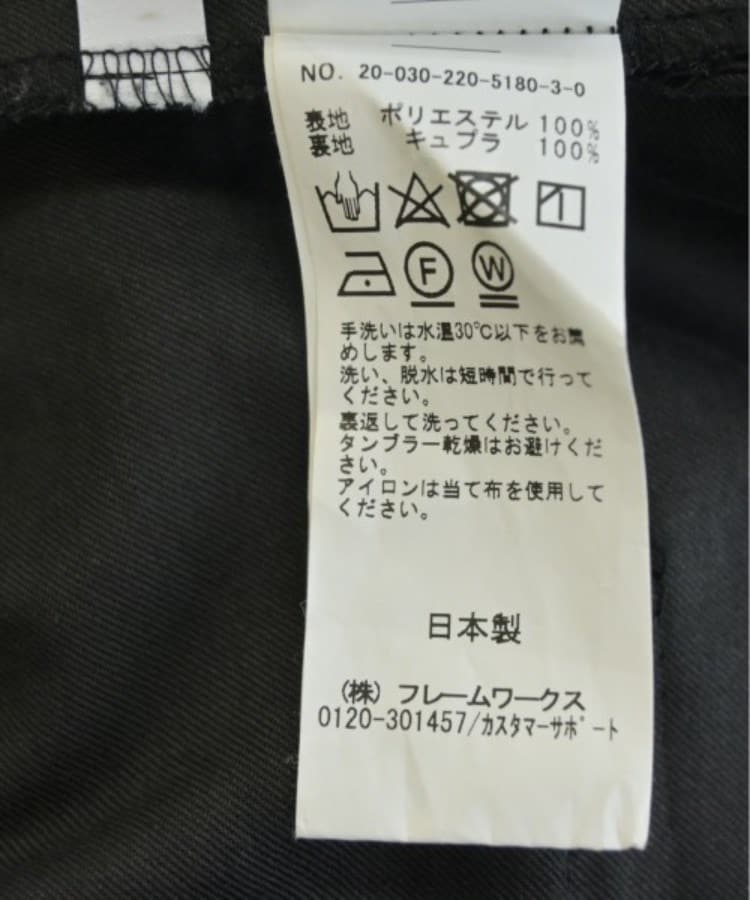 NO. 20-030-220-5180-3-0
表地 ポリエステル 100%
裏地 キュプラ 100%
F W
手洗いは水温30℃以下をお薦
めします。
洗い、脱水は短時間で行って
ください。
裏返して洗ってください。
タンブラー乾燥はお避けくだ
さい。
アイロンは当て布を使用して
ください。
日本製
(株) フレームワークス
0120-301457/カスタマーサポート